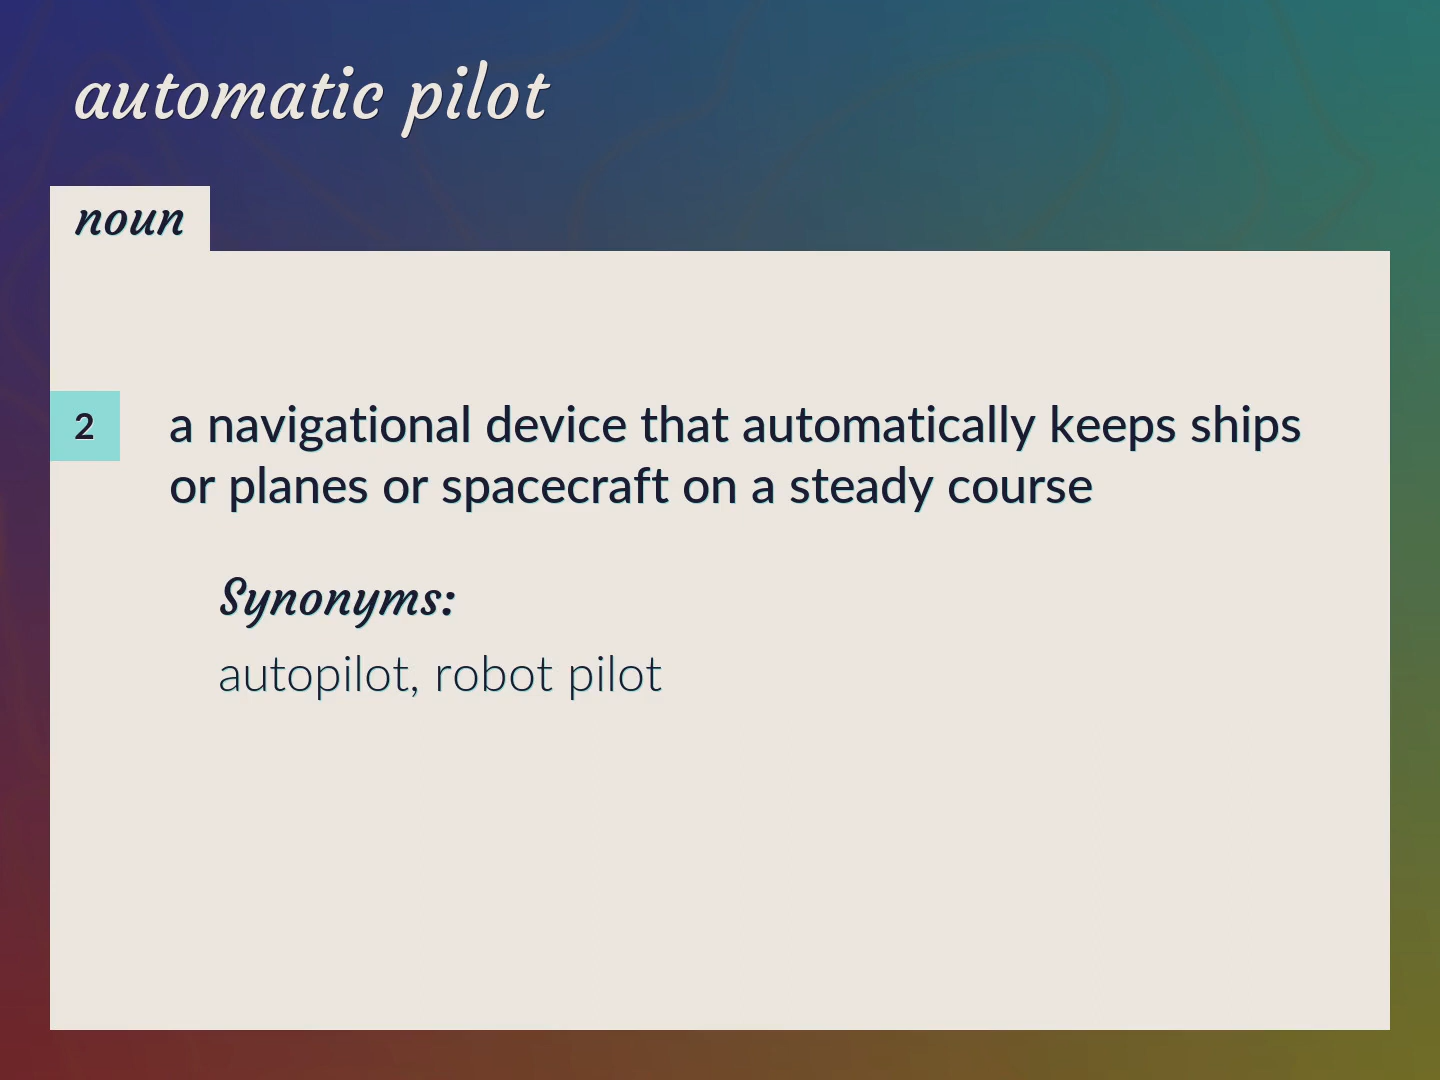 automatic pilot
noun
2
a navigational device that automatically keeps ships
or planes or spacecraft on a steady course
Synonyms:
autopilot, robot pilot